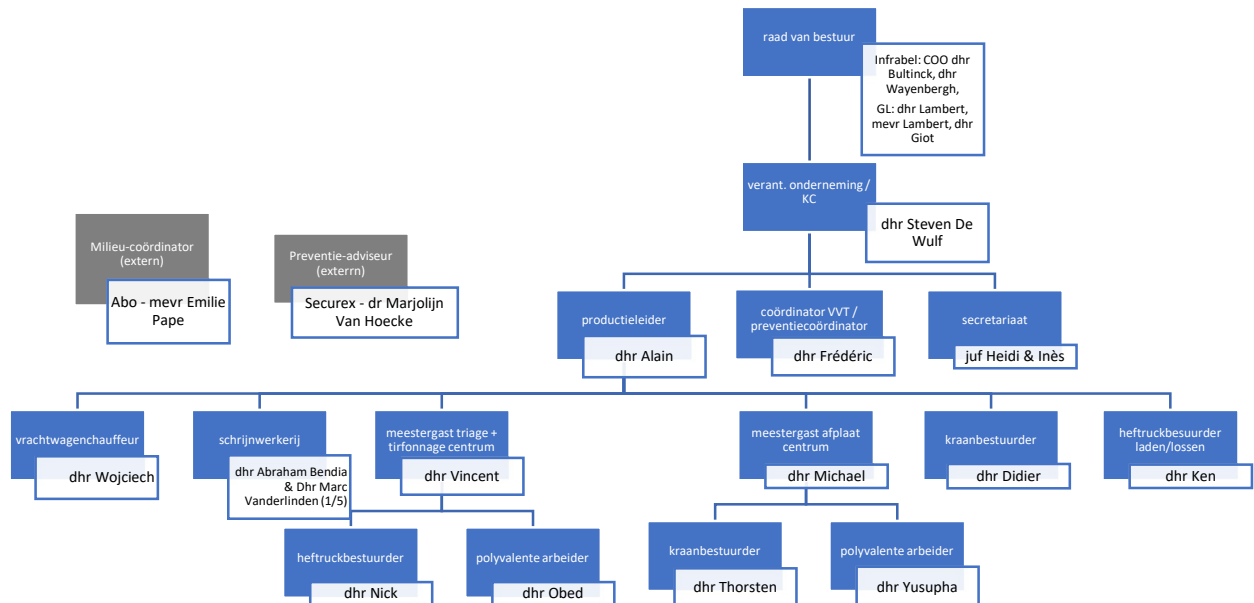 raad van bestuur
Infrabel: COO dhr
Bultinck, dhr
Wayenbergh,
GL: dhr Lambert,
mevr Lambert, dhr
Giot
verant. onderneming /
KC
dhr Steven De
Wulf
Milieu-coördinator
(extern)
Abo - mevr Emilie
Pape
Preventie-adviseur
(exterrn)
Securex - dr Marjolijn
Van Hoecke
productieleider
dhr Alain
coördinator VVT /
preventiecoördinator
dhr Frédéric
secretariaat
juf Heidi & Inès
vrachtwagenchauffeur
dhr Wojciech
schrijnwerkerij
dhr Abraham Bendia
& Dhr Marc
Vanderlinden (1/5)
meestergast triage +
tirfonnage centrum
dhr Vincent
meestergast afplaat
centrum
dhr Michael
kraanbestuurder
dhr Didier
heftruckbesuurder
laden/lossen
dhr Ken
heftruckbestuurder
dhr Nick
polyvalente arbeider
dhr Obed
kraanbestuurder
dhr Thorsten
polyvalente arbeider
dhr Yusupha